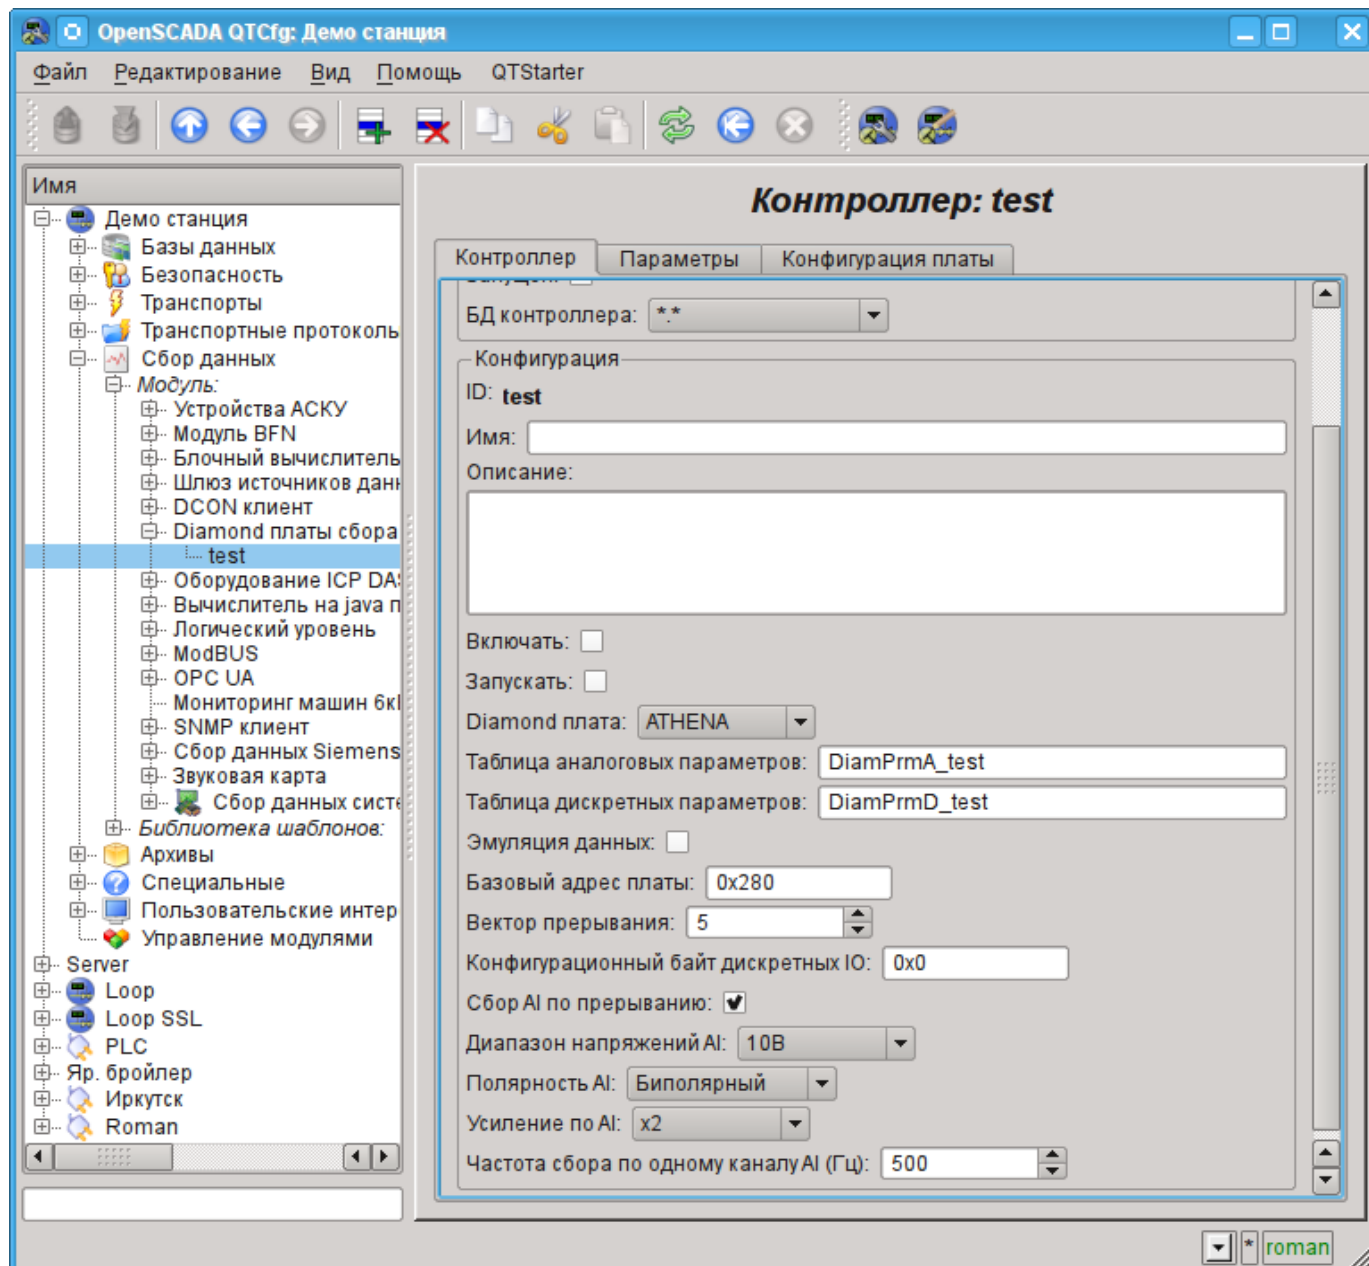 OpenSCADA QTCfg: Демо станция
Файл Редактирование Вид Помощь QTStarter
Имя
Демо станция
Базы данных
Безопасность
Транспорты
Транспортные протоколь
Сбор данных
Модуль:
Устройства АСКУ
Модуль BFN
Блочный вычислитель
Шлюз источников данн
DCON клиент
Diamond платы сбора
test
Оборудование ICP DAS
Вычислитель на java п
Логический уровень
ModBUS
OPC UA
Мониторинг машин 6кl
SNMP клиент
Сбор данных Siemens
Звуковая карта
Сбор данных систе
Библиотека шаблонов:
Архивы
Специальные
Пользовательские интер
Управление модулями
Server
Loop
Loop SSL
PLC
Яр. бройлер
Иркутск
Roman
Контроллер: test
Контроллер Параметры Конфигурация платы
Запущен:
БД контроллера: *.*
Конфигурация
ID: test
Имя:
Описание:
Включать:
Запускать:
Diamond плата: ATHENA
Таблица аналоговых параметров: DiamPrmA_test
Таблица дискретных параметров: DiamPrmD_test
Эмуляция данных:
Базовый адрес платы: 0x280
Вектор прерывания: 5
Конфигурационный байт дискретных IO: 0x0
Сбор AI по прерыванию:
Диапазон напряжений AI: 10В
Полярность AI: Биполярный
Усиление по AI: x2
Частота сбора по одному каналу AI (Гц): 500
* roman